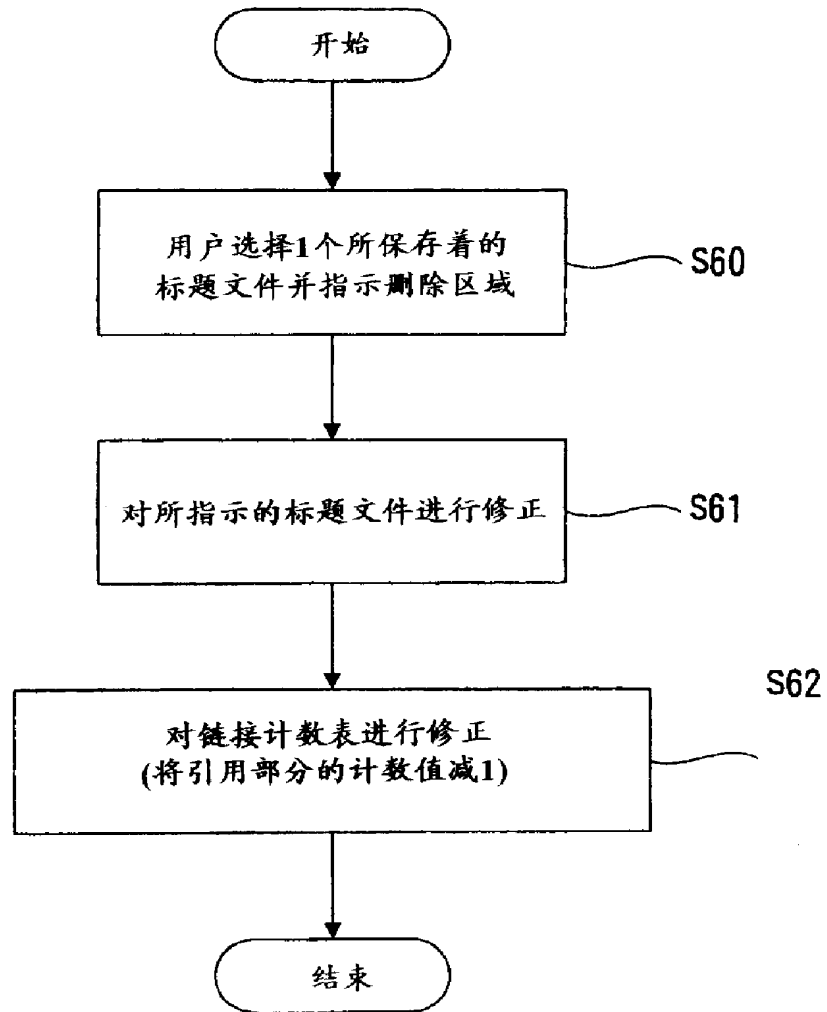 开始
用户选择1个所保存着的
标题文件并指示删除区域
S60
对所指示的标题文件进行修正
S61
S62
对链接计数表进行修正
(将引用部分的计数值减1)
结束